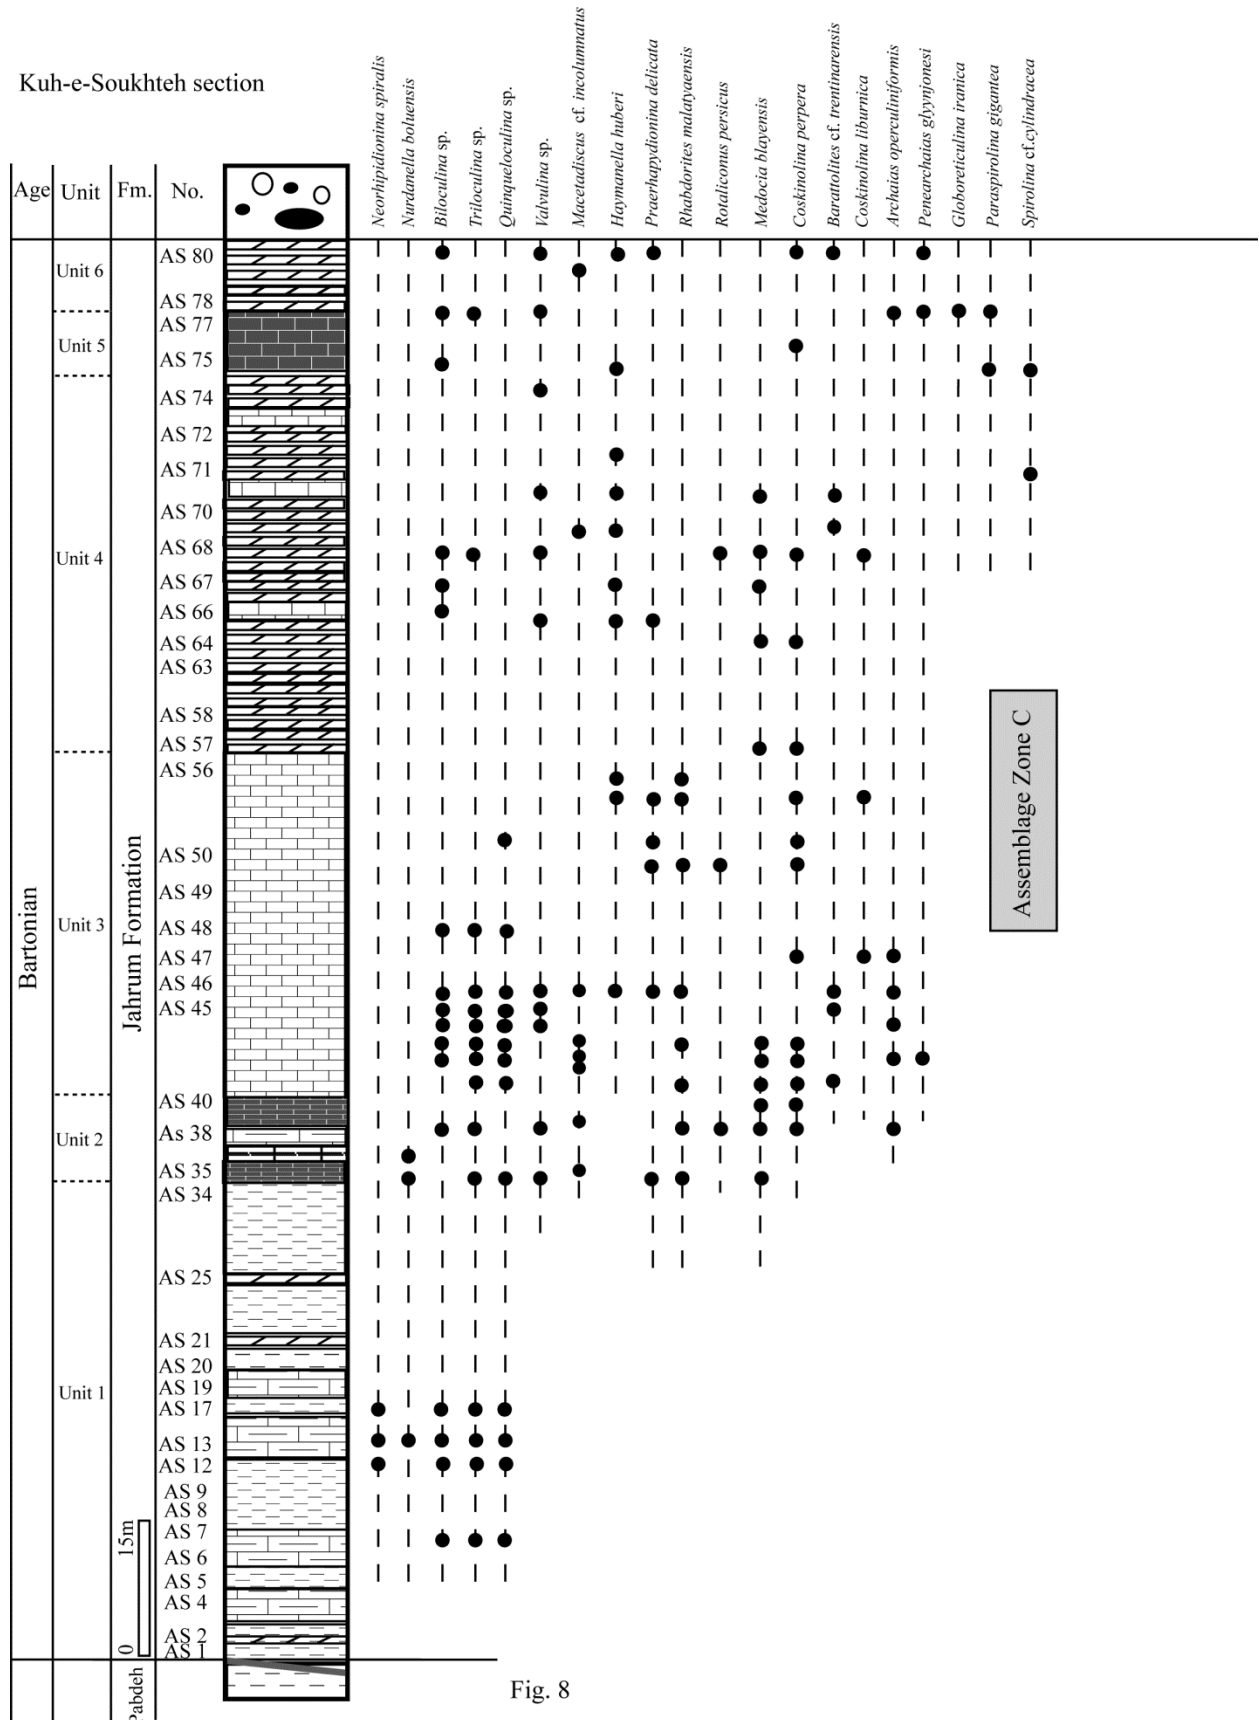 Kuh-e-Soukhteh section
Neorhipidionina spiralis
Nurdanella boluensis
Biloculina sp.
Triloculina sp.
Quinqueloculina sp.
Valvulina sp.
Macetadiscus cf. incolumnatus
Haymanella huberi
Praerhapydionina delicata
Rhabdorites malatyaensis
Rotaliconus persicus
Medocia blayensis
Coskinolina perpera
Barattolites cf. trentinarensis
Coskinolina liburnica
Archaias operculiniformis
Penearchaias glyynjonesi
Globoreticulina iranica
Paraspirolina gigantea
Spirolina cf.cylindracea
Age Unit Fm. No.
AS 80
Unit 6
AS 78
AS 77
Unit 5
AS 75
AS 74
AS 72
AS 71
AS 70
AS 68
Unit 4
AS 67
AS 66
AS 64
AS 63
AS 58
AS 57
AS 56
AS 50
AS 49
AS 48
Unit 3
AS 47
AS 46
AS 45
AS 40
As 38
Unit 2
AS 35
AS 34
AS 25
AS 21
AS 20
AS 19
Unit 1
AS 17
AS 13
AS 12
AS 9
AS 8
AS 7
AS 6
AS 5
AS 4
AS 2
AS 1
Bartonian
Jahrum Formation
Assemblage Zone C
15m
0
Pabdeh
Fig. 8